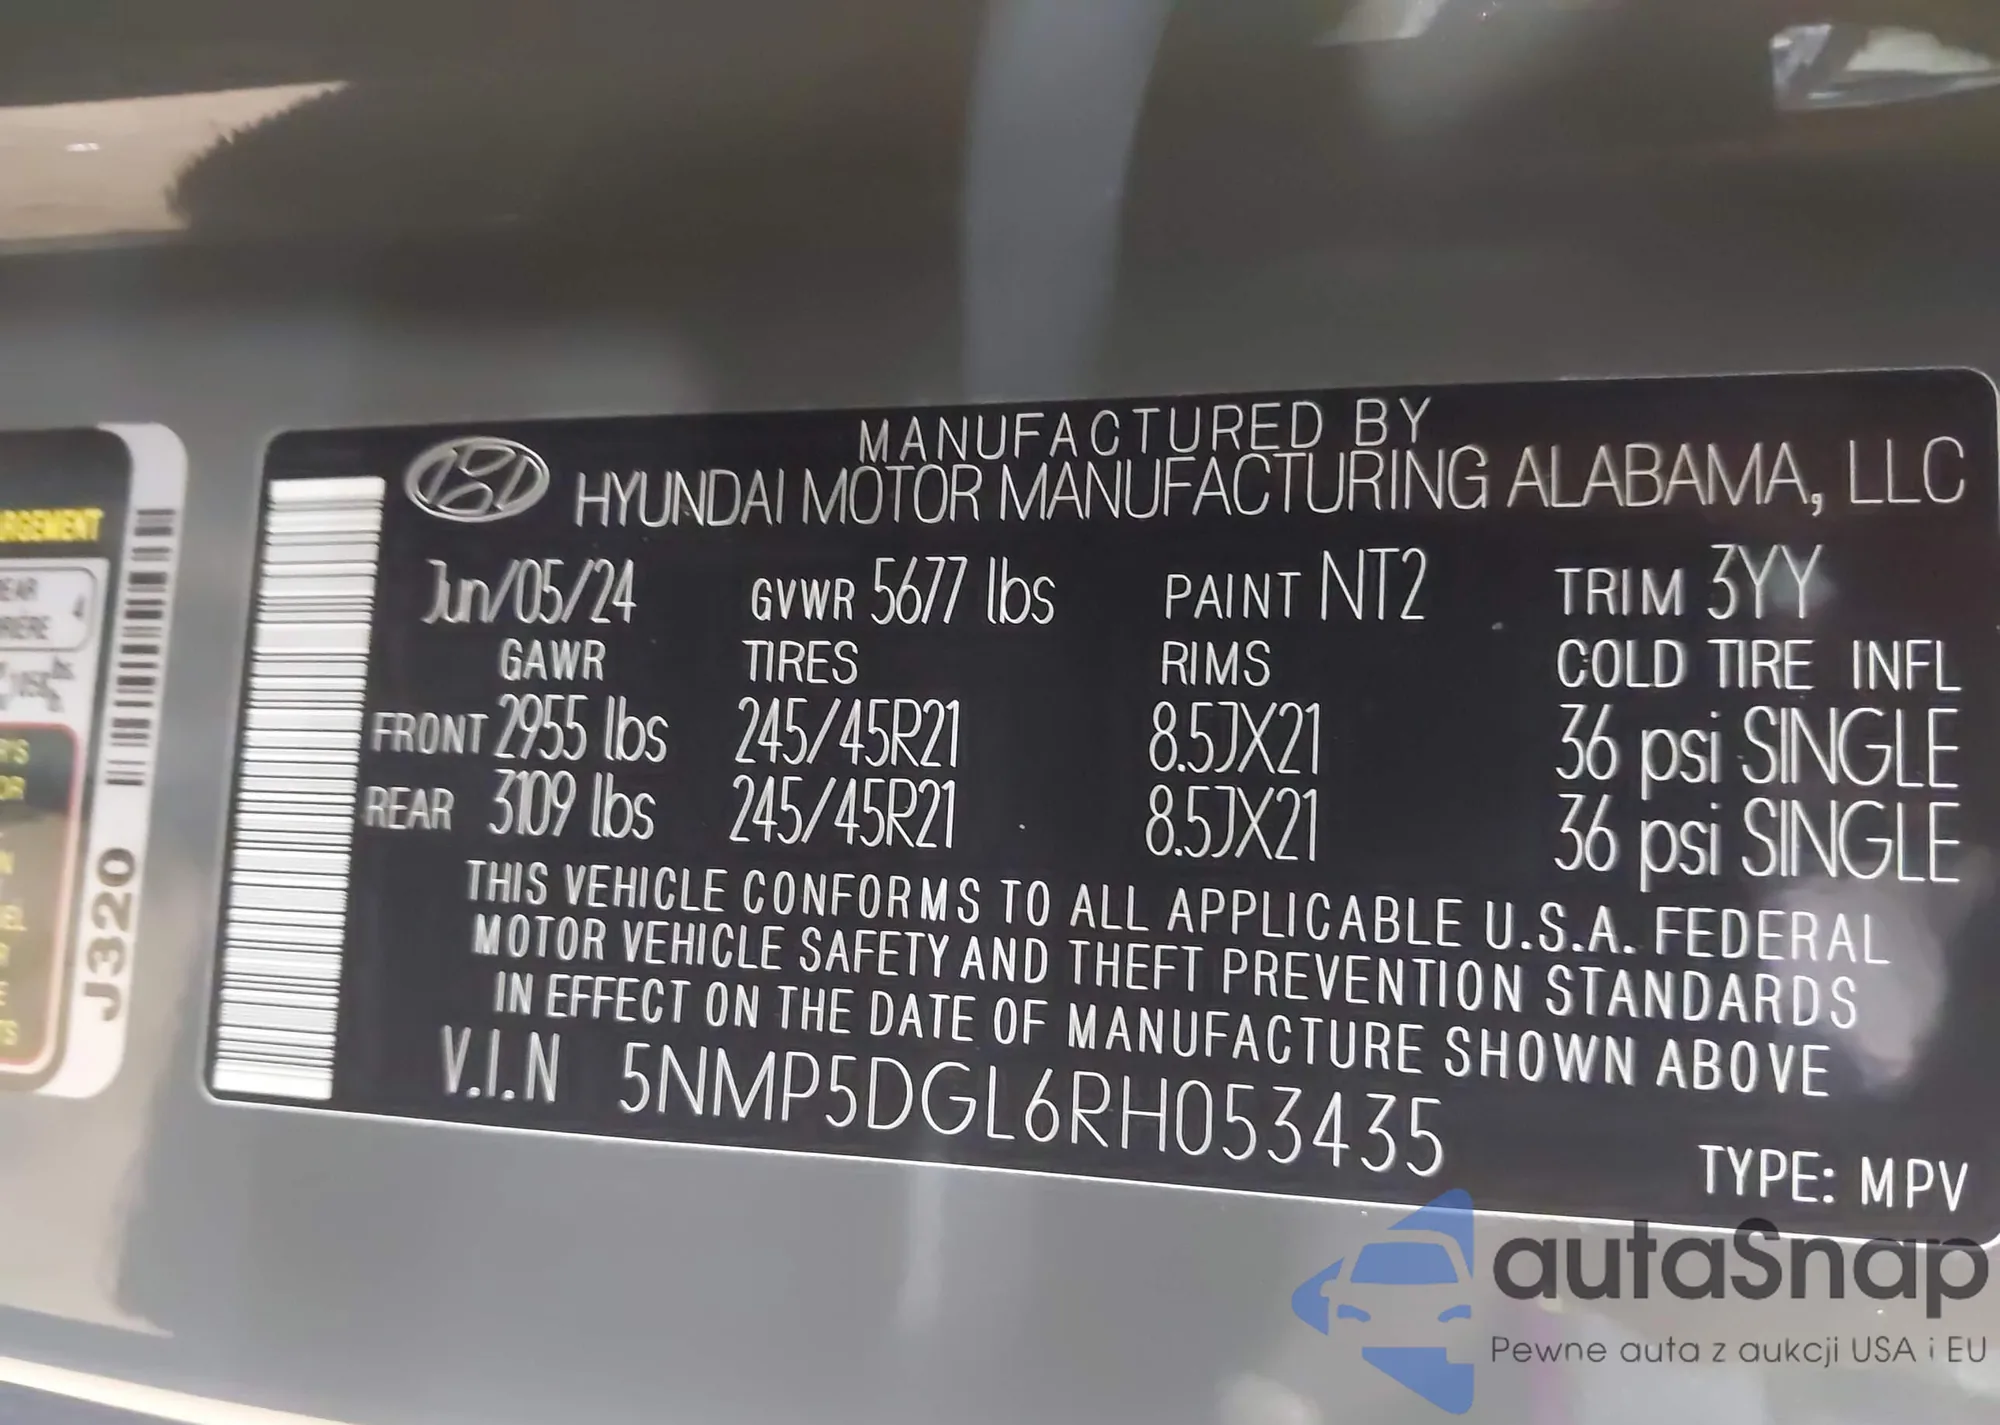 MANUFACTURED BY
HYUNDAI MOTOR MANUFACTURING ALABAMA, LLC
Jun/05/24 GVWR 5677 lbs PAINT NT2 TRIM 3YY
GAWR TIRES RIMS COLD TIRE INFL
FRONT 2955 lbs 245/45R21 8.5JX21 36 psi SINGLE
REAR 3109 lbs 245/45R21 8.5JX21 36 psi SINGLE
THIS VEHICLE CONFORMS TO ALL APPLICABLE U.S.A. FEDERAL
MOTOR VEHICLE SAFETY AND THEFT PREVENTION STANDARDS
IN EFFECT ON THE DATE OF MANUFACTURE SHOWN ABOVE
V.I.N 5NMP5DGL6RH053435
TYPE: MPV
J320
4
autaSnap
Pewne auta z aukcji USA i EU